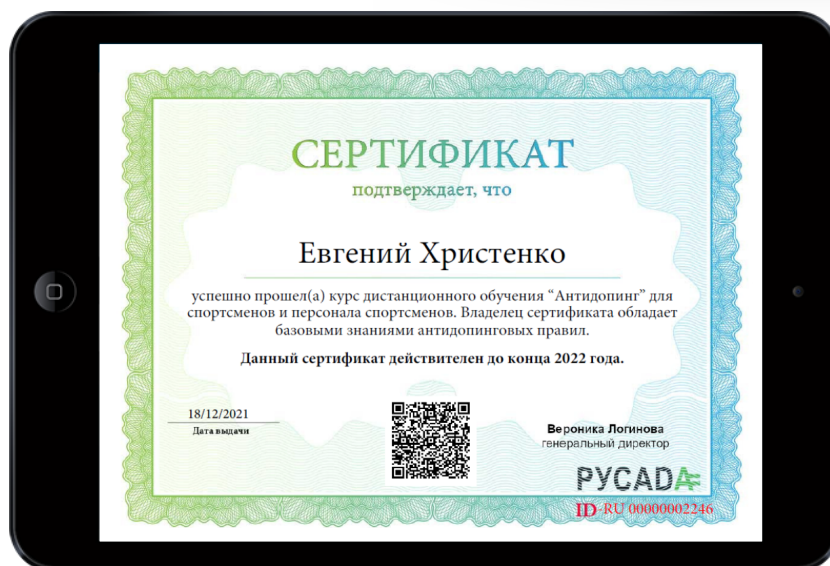 СЕРТИФИКАТ
подтверждает, что
Евгений Христенко
успешно прошел(а) курс дистанционного обучения “Антидопинг” для
спортсменов и персонала спортсменов. Владелец сертификата обладает
базовыми знаниями антидопинговых правил.
Данный сертификат действителен до конца 2022 года.
18/12/2021
Дата выдачи
Вероника Логинова
генеральный директор
РУСАДА
ID-RU 00000002246